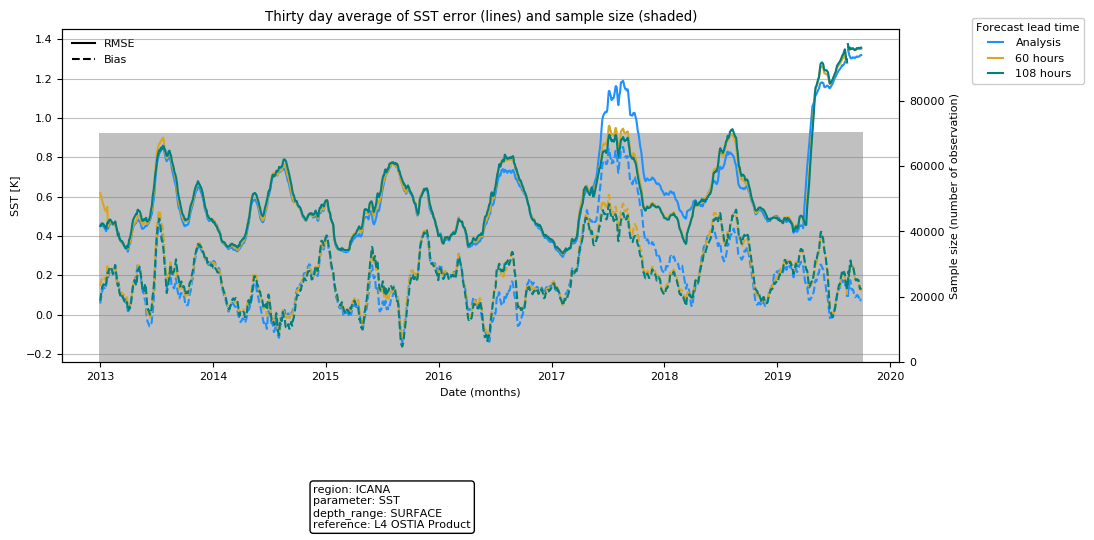 Thirty day average of SST error (lines) and sample size (shaded)
RMSE
Bias
Forecast lead time
Analysis
60 hours
108 hours
1.4
1.2
1.0
0.8
0.6
0.4
0.2
0.0
−0.2
SST [K]
80000
60000
40000
20000
0
Sample size (number of observation)
2013
2014
2015
2016
2017
2018
2019
2020
Date (months)
region: ICANA
parameter: SST
depth_range: SURFACE
reference: L4 OSTIA Product